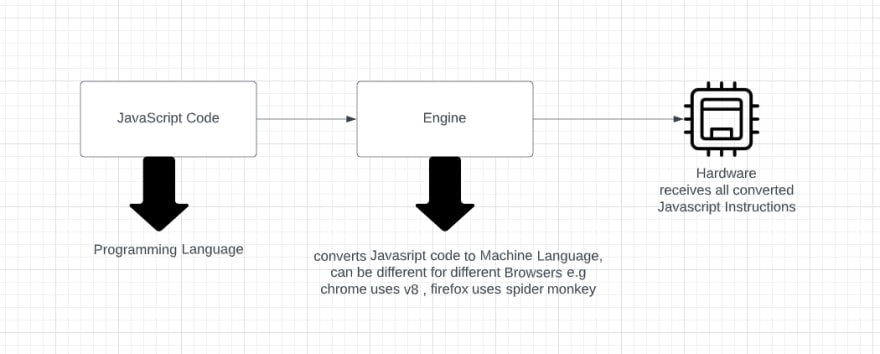 JavaScript Code
Engine
Hardware
receives all converted
Javascript Instructions
Programming Language
converts Javasript code to Machine Language,
can be different for different Browsers e.g
chrome uses v8 , firefox uses spider monkey